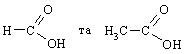 H—C(=O)OH та H₃C—C(=O)OH